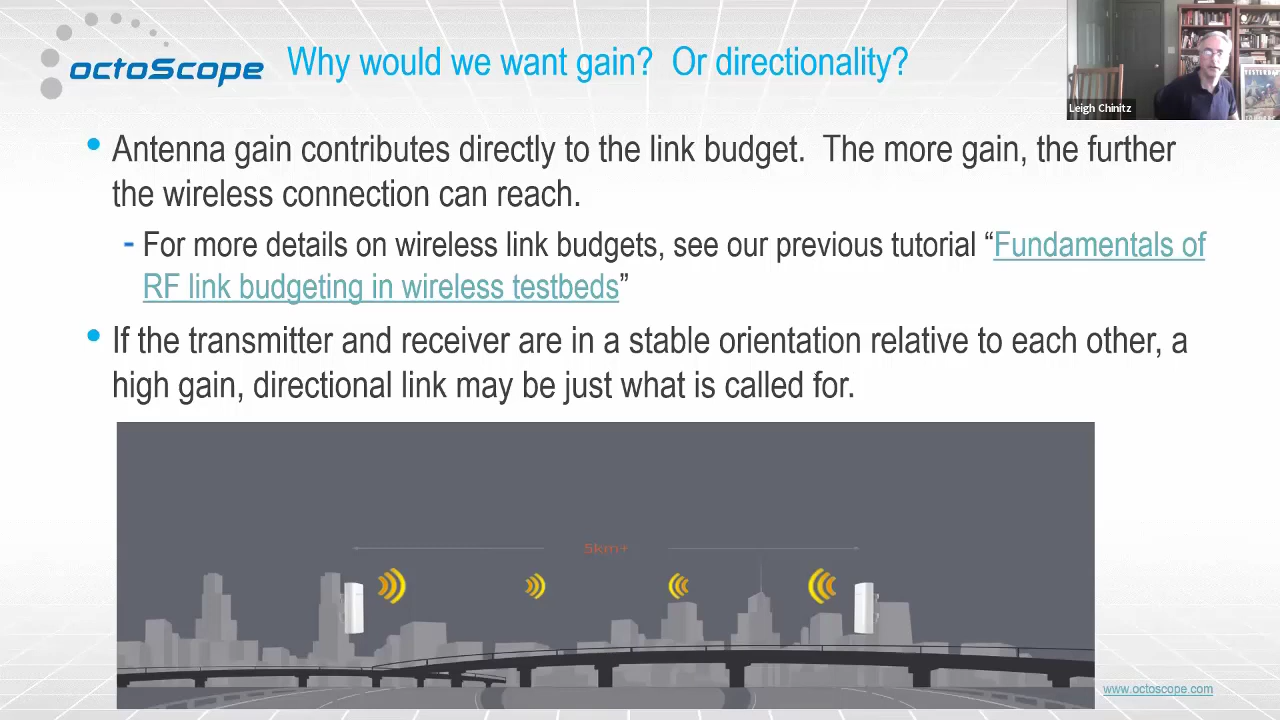 octoScope
Why would we want gain?  Or directionality?
Leigh Chinitz
• Antenna gain contributes directly to the link budget.  The more gain, the further
the wireless connection can reach.
- For more details on wireless link budgets, see our previous tutorial “Fundamentals of
RF link budgeting in wireless testbeds”
• If the transmitter and receiver are in a stable orientation relative to each other, a
high gain, directional link may be just what is called for.
5km+
www.octoscope.com